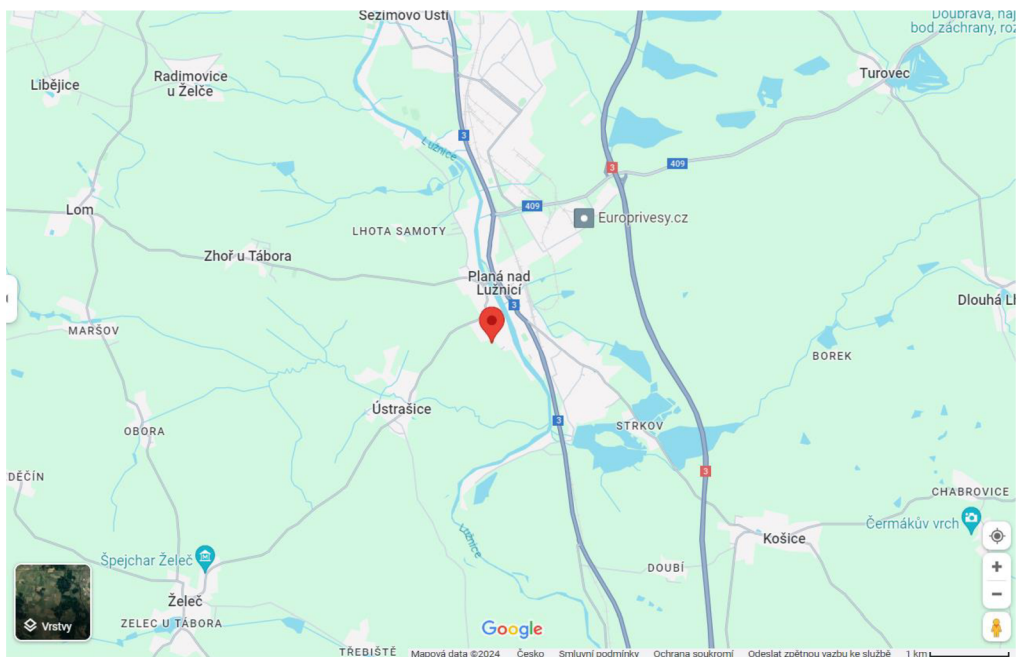 Sezimovo Ústí
Doubrava, naj
bod záchrany, roz
Libějice
Radimovice
u Želče
Turovec
Lužnice
3
3
409
Lom
409
Europrivesy.cz
LHOTA SAMOTY
Zhoř u Tábora
Planá nad
Lužnicí
3
Dlouhá Lh
MARŠOV
BOREK
Ústrašice
3
STRKOV
OBORA
3
DĚČÍN
CHABROVICE
Čermákův vrch
Lužnice
Košice
Špejchar Želeč
DOUBÍ
Želeč
Vrstvy
ZELEC U TÁBORA
Google
TŘEBIŠTĚ
Mapová data ©2024 Česko Smluvní podmínky Ochrana soukromí Odeslat zpětnou vazbu ke službě 1 km